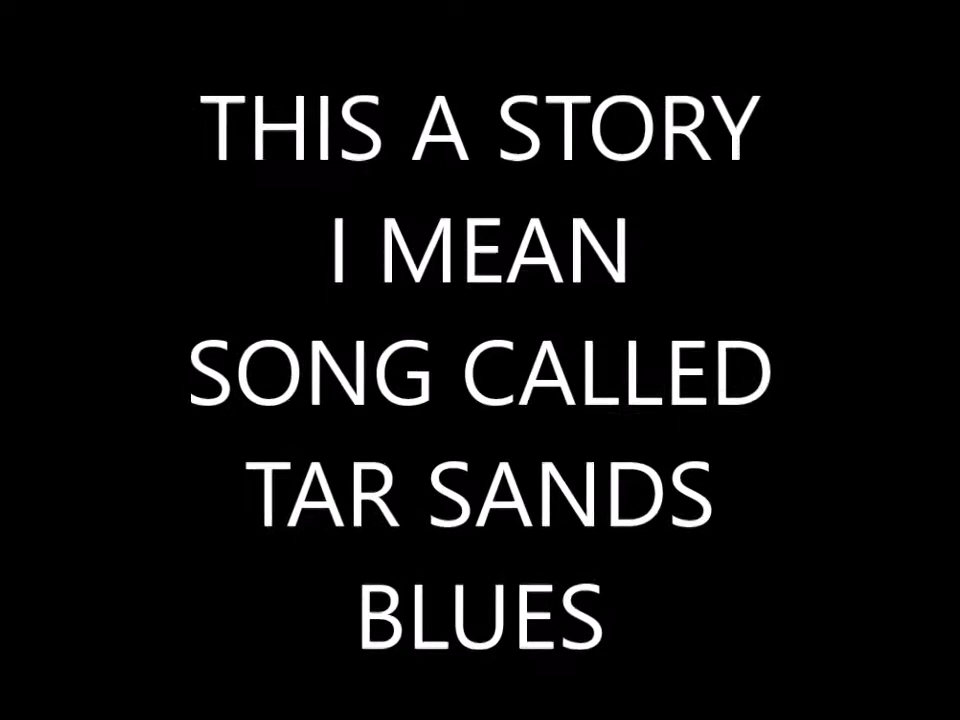 THIS A STORY
I MEAN
SONG CALLED
TAR SANDS
BLUES